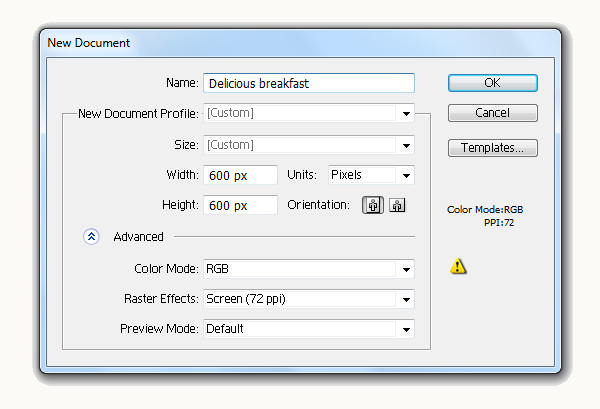 New Document
Name: Delicious breakfast
OK
New Document Profile: [Custom]
Cancel
Size: [Custom]
Templates...
Width: 600 px Units: Pixels
Height: 600 px Orientation:
Color Mode:RGB
PPI:72
Advanced
Color Mode: RGB
Raster Effects: Screen (72 ppi)
Preview Mode: Default